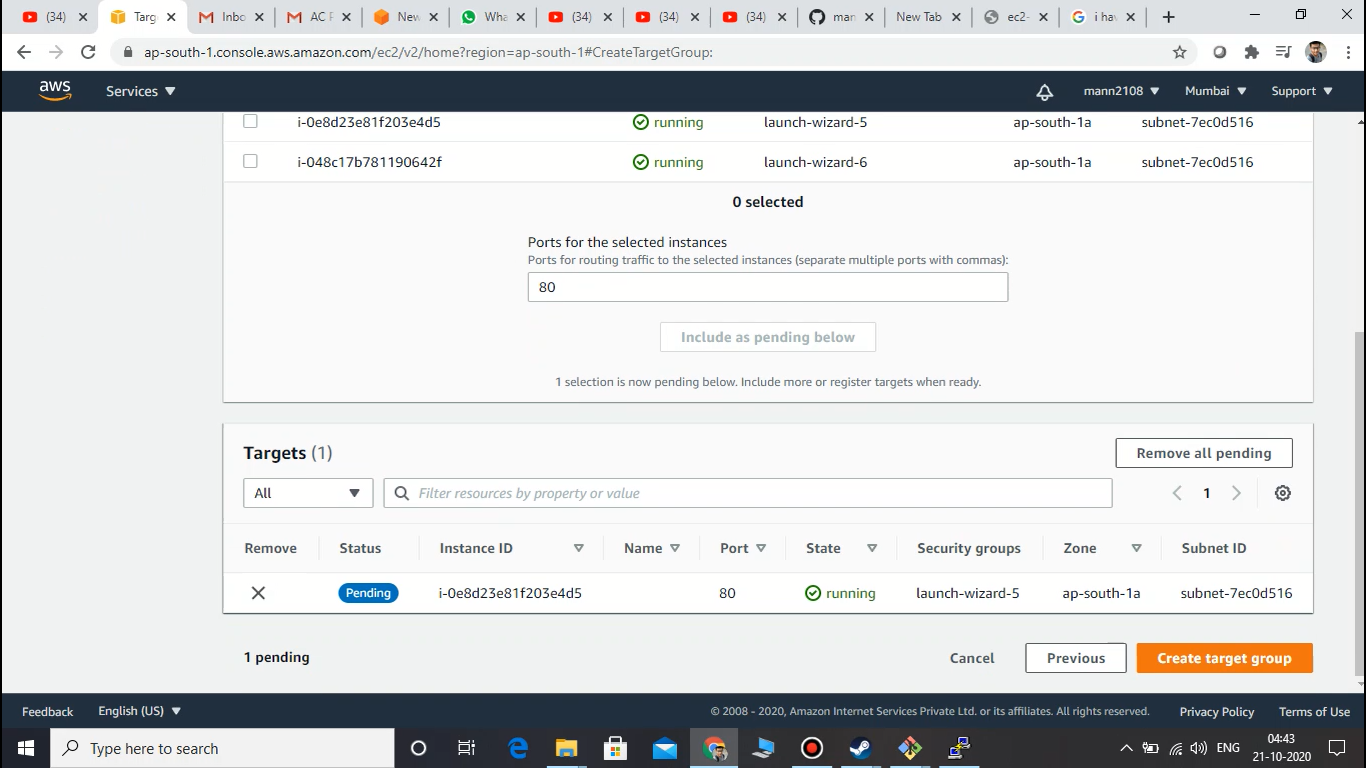 (34)
Targ
Inbo
AC F
New
Wha
(34)
(34)
(34)
man
New Tab
ec2-
i hav
ap-south-1.console.aws.amazon.com/ec2/v2/home?region=ap-south-1#CreateTargetGroup:
aws
Services
mann2108
Mumbai
Support
i-0e8d23e81f203e4d5 running launch-wizard-5 ap-south-1a subnet-7ec0d516
i-048c17b781190642f running launch-wizard-6 ap-south-1a subnet-7ec0d516
0 selected
Ports for the selected instances
Ports for routing traffic to the selected instances (separate multiple ports with commas):
80
Include as pending below
1 selection is now pending below. Include more or register targets when ready.
Targets (1)
Remove all pending
All
Filter resources by property or value
1
Remove Status Instance ID Name Port State Security groups Zone Subnet ID
Pending i-0e8d23e81f203e4d5 80 running launch-wizard-5 ap-south-1a subnet-7ec0d516
1 pending
Cancel
Previous
Create target group
Feedback
English (US)
© 2008 - 2020, Amazon Internet Services Private Ltd. or its affiliates. All rights reserved.
Privacy Policy
Terms of Use
Type here to search
ENG
04:43
21-10-2020